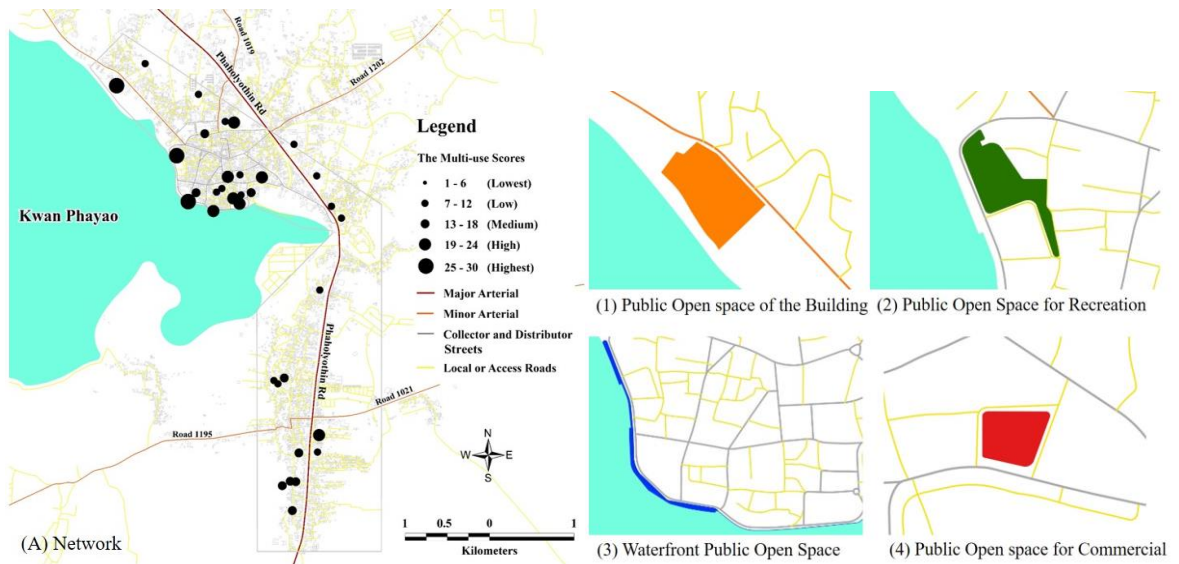 Road 1019
Phaholyothin Rd
Road 1202
Legend
The Multi-use Scores
1 - 6 (Lowest)
7 - 12 (Low)
13 - 18 (Medium)
19 - 24 (High)
25 - 30 (Highest)
Major Arterial
Minor Arterial
Collector and Distributor
Streets
Local or Access Roads
Kwan Phayao
Phaholyothin Rd
Road 1021
Road 1195
N
W E
S
1 0.5 0 1
Kilometers
(A) Network
(1) Public Open space of the Building
(2) Public Open Space for Recreation
(3) Waterfront Public Open Space
(4) Public Open space for Commercial